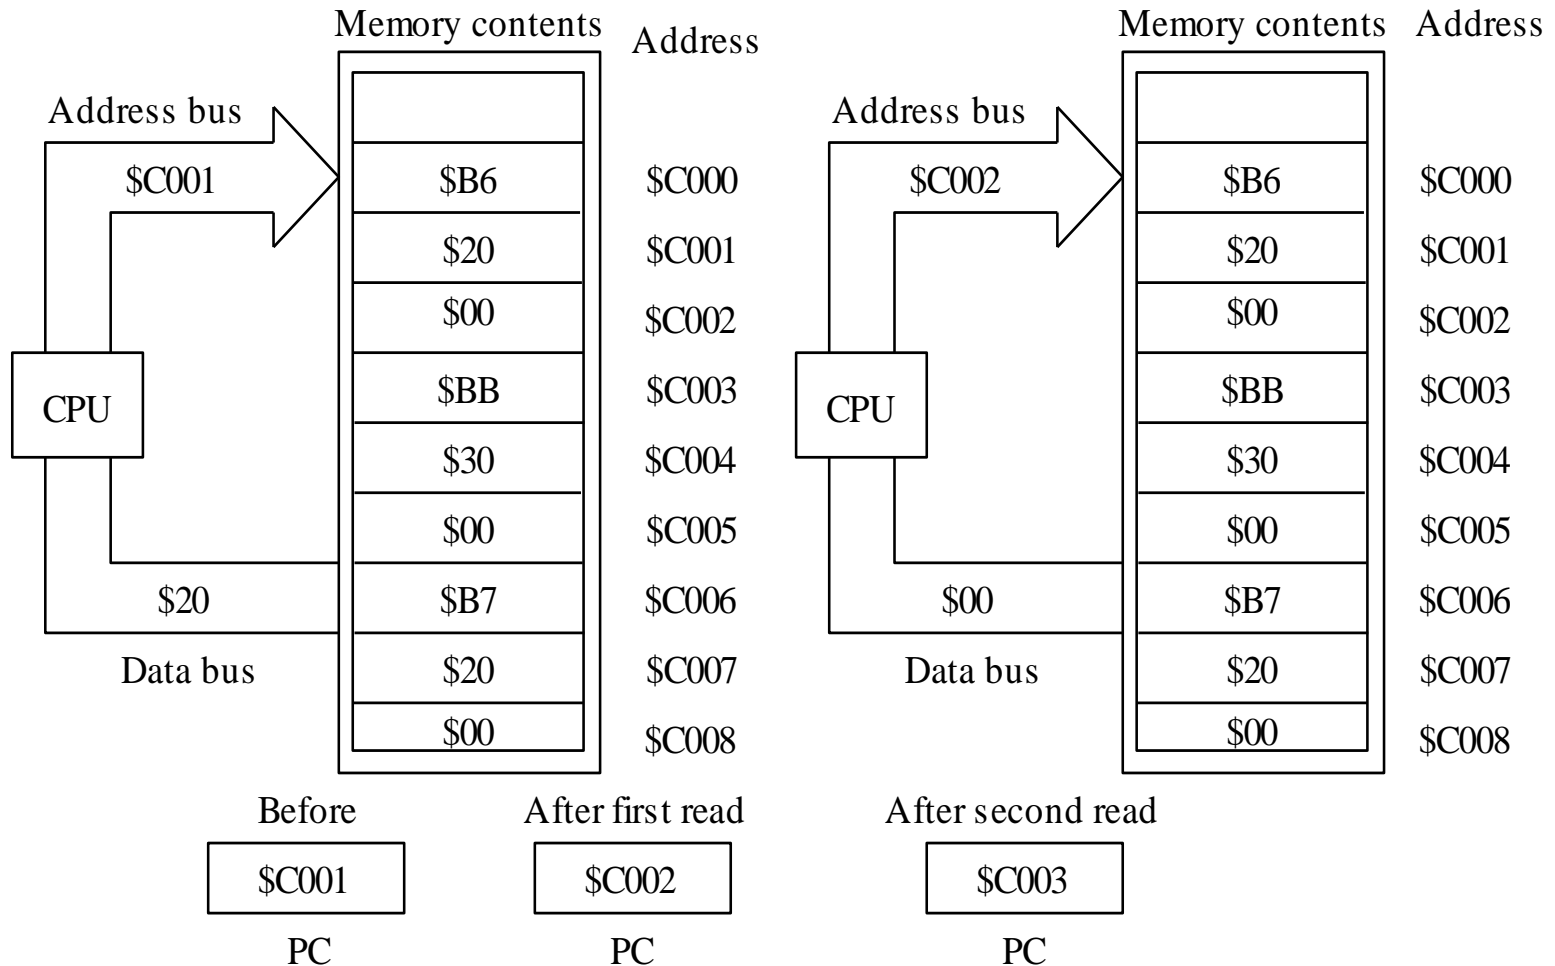 Memory contents Address Memory contents Address
Address bus Address bus
$C001 $B6 $C000 $C002 $B6 $C000
$20 $C001 $20 $C001
$00 $C002 $00 $C002
CPU $BB $C003 CPU $BB $C003
$30 $C004 $30 $C004
$00 $C005 $00 $C005
$20 $B7 $C006 $00 $B7 $C006
Data bus $20 $C007 Data bus $20 $C007
$00 $C008 $00 $C008
Before After first read After second read
$C001 $C002 $C003
PC PC PC